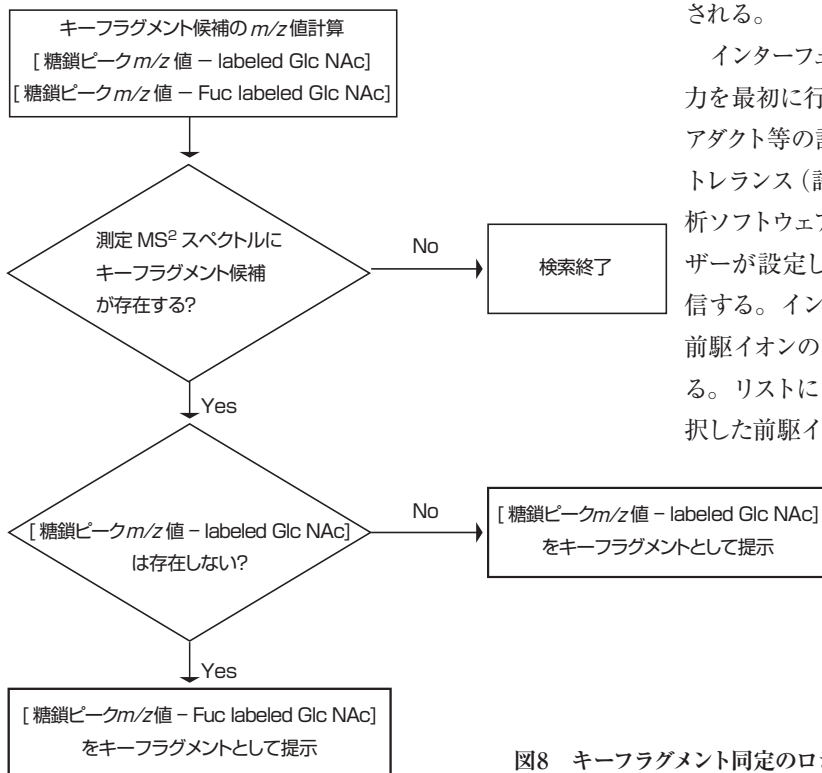 キーフラグメント候補の m/z 値計算
[ 糖鎖ピーク m/z 値 − labeled Glc NAc]
[ 糖鎖ピーク m/z 値 − Fuc labeled Glc NAc]
測定 MS² スペクトルに
キーフラグメント候補
が存在する?
No
検索終了
Yes
[ 糖鎖ピーク m/z 値 − labeled Glc NAc]
は存在しない?
No
[ 糖鎖ピークm/z 値 − labeled Glc NAc]
をキーフラグメントとして提示
Yes
[ 糖鎖ピークm/z 値 − Fuc labeled Glc NAc]
をキーフラグメントとして提示
される。
インターフェ
力を最初に行
アダクト等の
トレランス（
析ソフトウェア
ザーが設定し
信する。イン
前駆イオンの
る。リストに
択した前駆イ
図8 キーフラグメント同定のロ